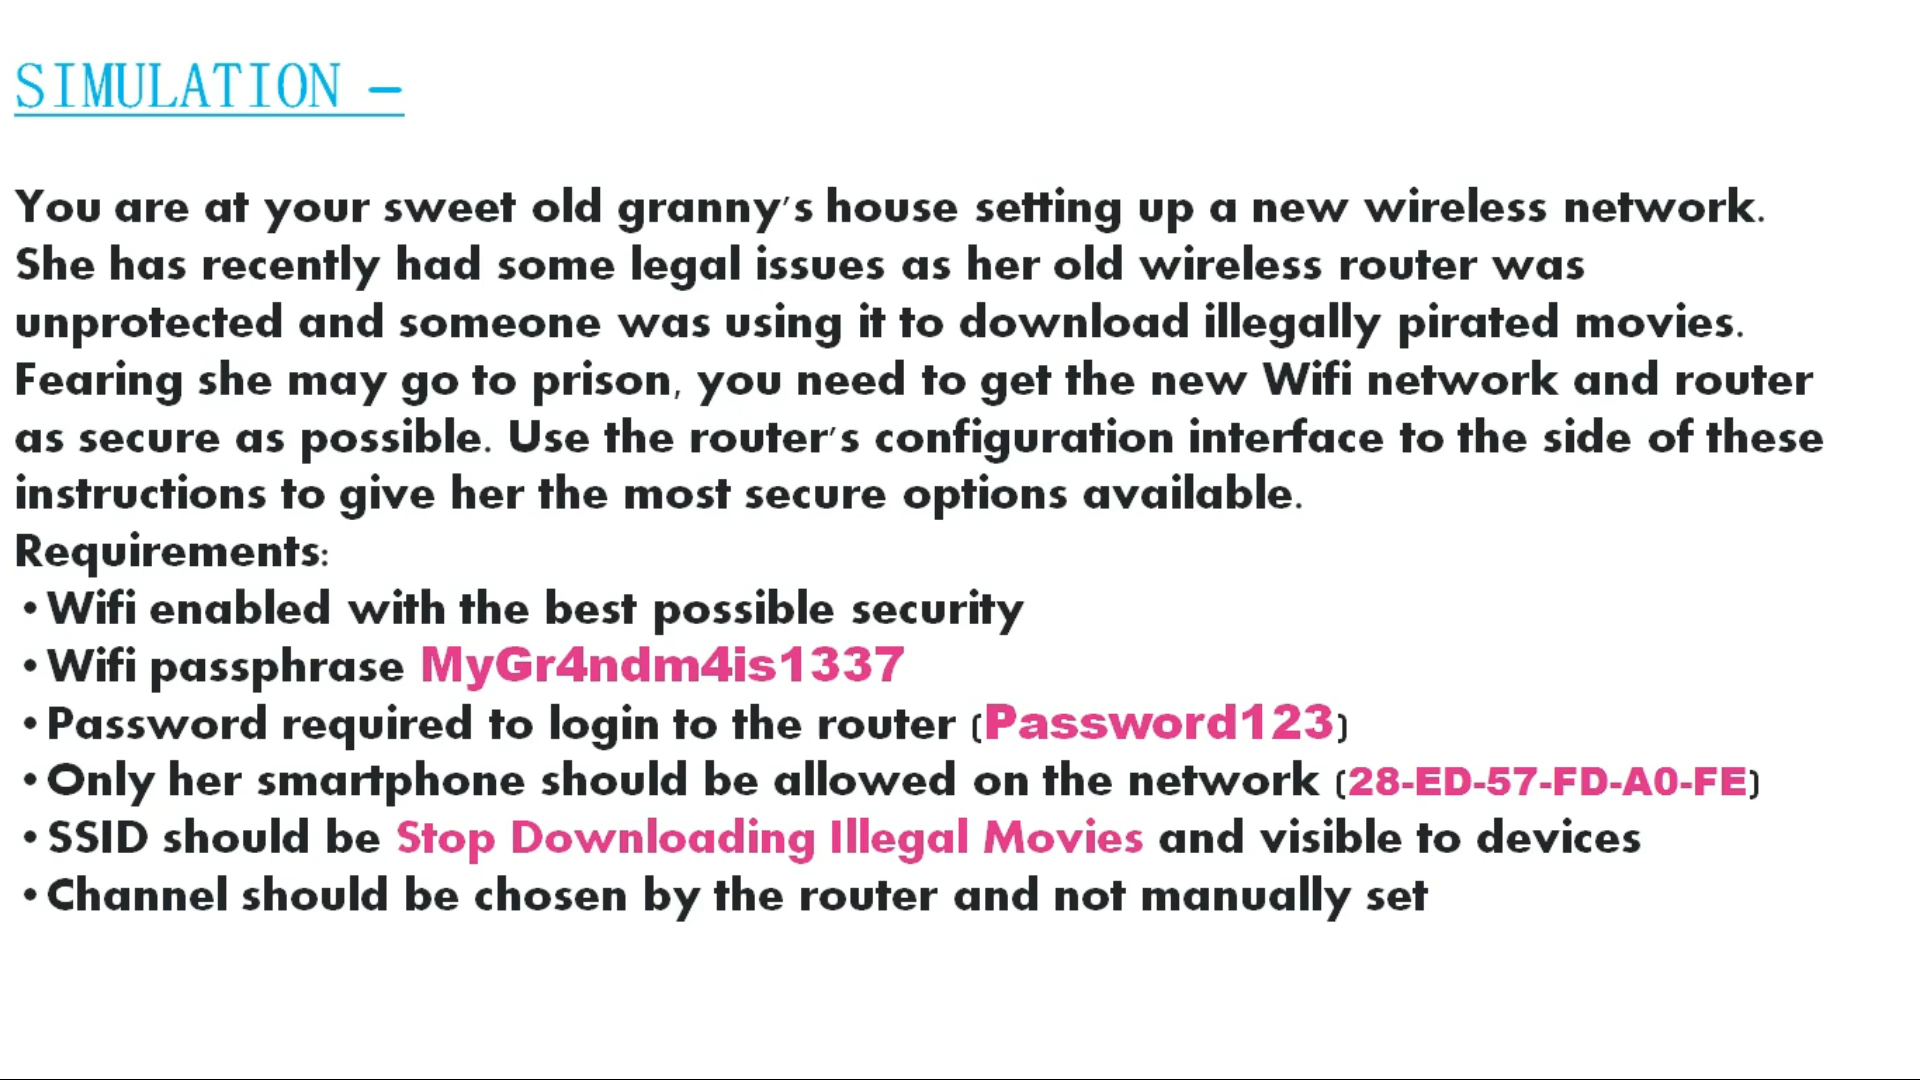 SIMULATION –
You are at your sweet old granny's house setting up a new wireless network.
She has recently had some legal issues as her old wireless router was
unprotected and someone was using it to download illegally pirated movies.
Fearing she may go to prison, you need to get the new Wifi network and router
as secure as possible. Use the router's configuration interface to the side of these
instructions to give her the most secure options available.
Requirements:
• Wifi enabled with the best possible security
• Wifi passphrase MyGr4ndm4is1337
• Password required to login to the router (Password123)
• Only her smartphone should be allowed on the network (28-ED-57-FD-A0-FE)
• SSID should be Stop Downloading Illegal Movies and visible to devices
• Channel should be chosen by the router and not manually set